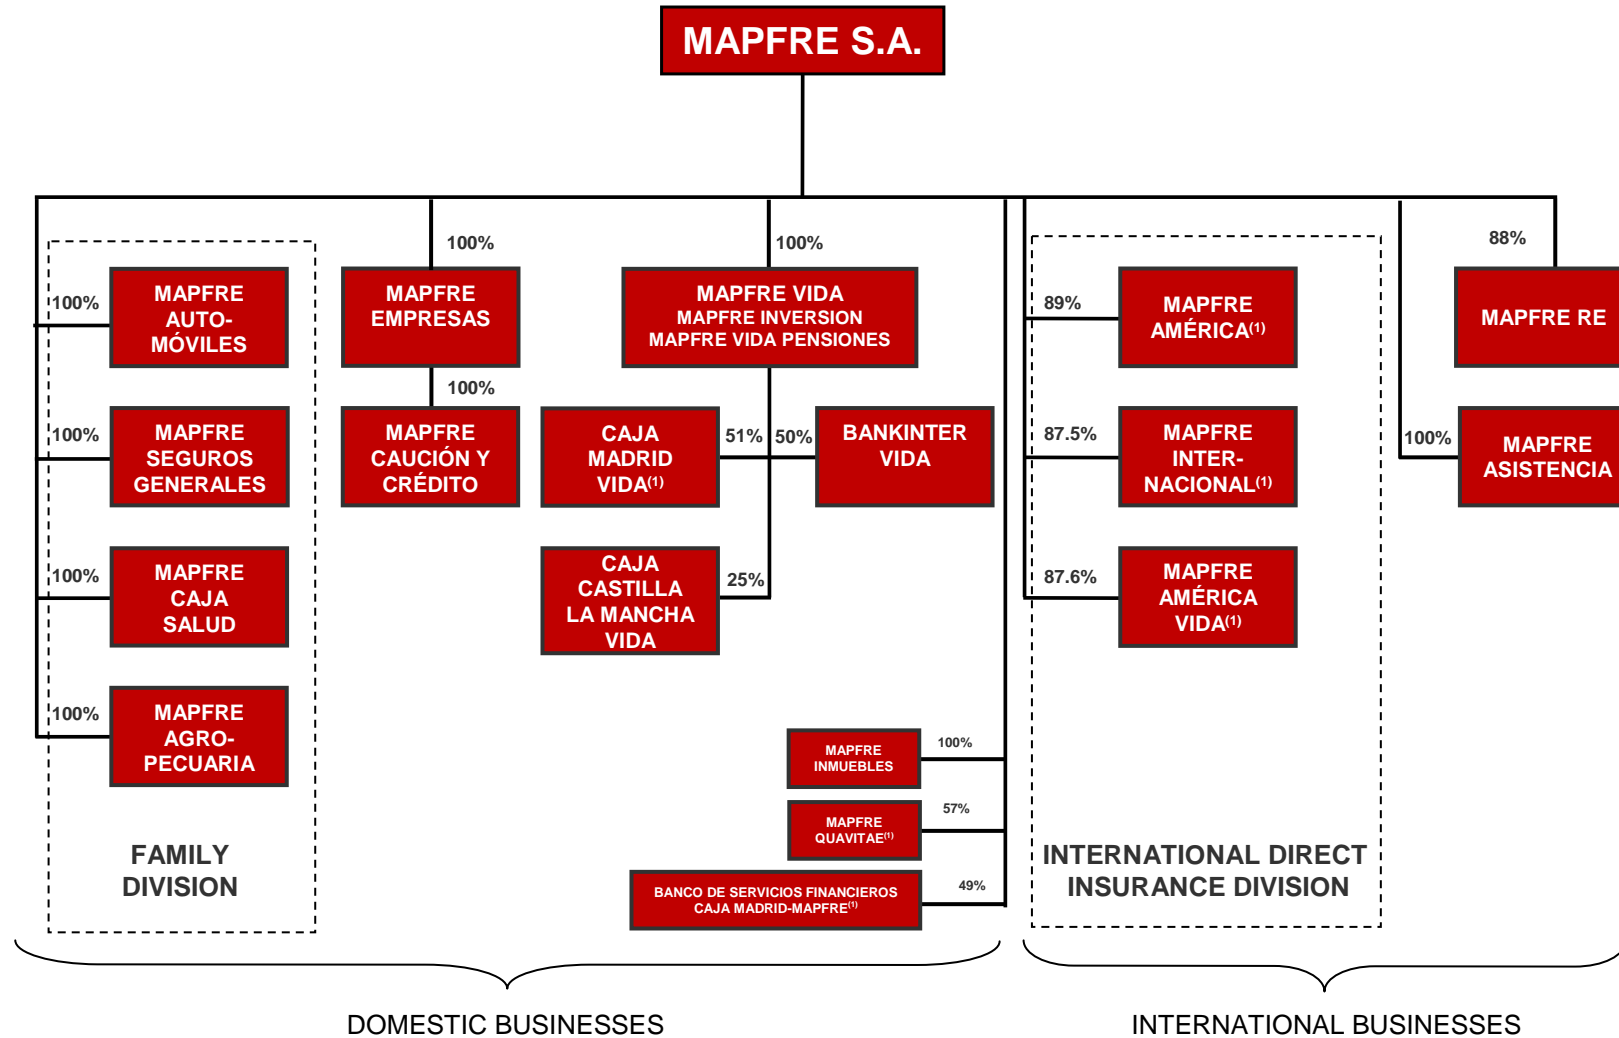 MAPFRE S.A.
100%
MAPFRE
AUTO-
MÓVILES
100%
MAPFRE
SEGUROS
GENERALES
100%
MAPFRE
CAJA
SALUD
100%
MAPFRE
AGRO-
PECUARIA
FAMILY
DIVISION
100%
MAPFRE
EMPRESAS
100%
MAPFRE
CAUCIÓN Y
CRÉDITO
100%
MAPFRE VIDA
MAPFRE INVERSION
MAPFRE VIDA PENSIONES
CAJA
MADRID
VIDA(1)
51%
50%
BANKINTER
VIDA
CAJA
CASTILLA
LA MANCHA
VIDA
25%
MAPFRE
INMUEBLES
100%
MAPFRE
QUAVITAE(1)
57%
BANCO DE SERVICIOS FINANCIEROS
CAJA MADRID-MAPFRE(1)
49%
89%
MAPFRE
AMÉRICA(1)
87.5%
MAPFRE
INTER-
NACIONAL(1)
87.6%
MAPFRE
AMÉRICA
VIDA(1)
INTERNATIONAL DIRECT
INSURANCE DIVISION
88%
MAPFRE RE
100%
MAPFRE
ASISTENCIA
DOMESTIC BUSINESSES
INTERNATIONAL BUSINESSES